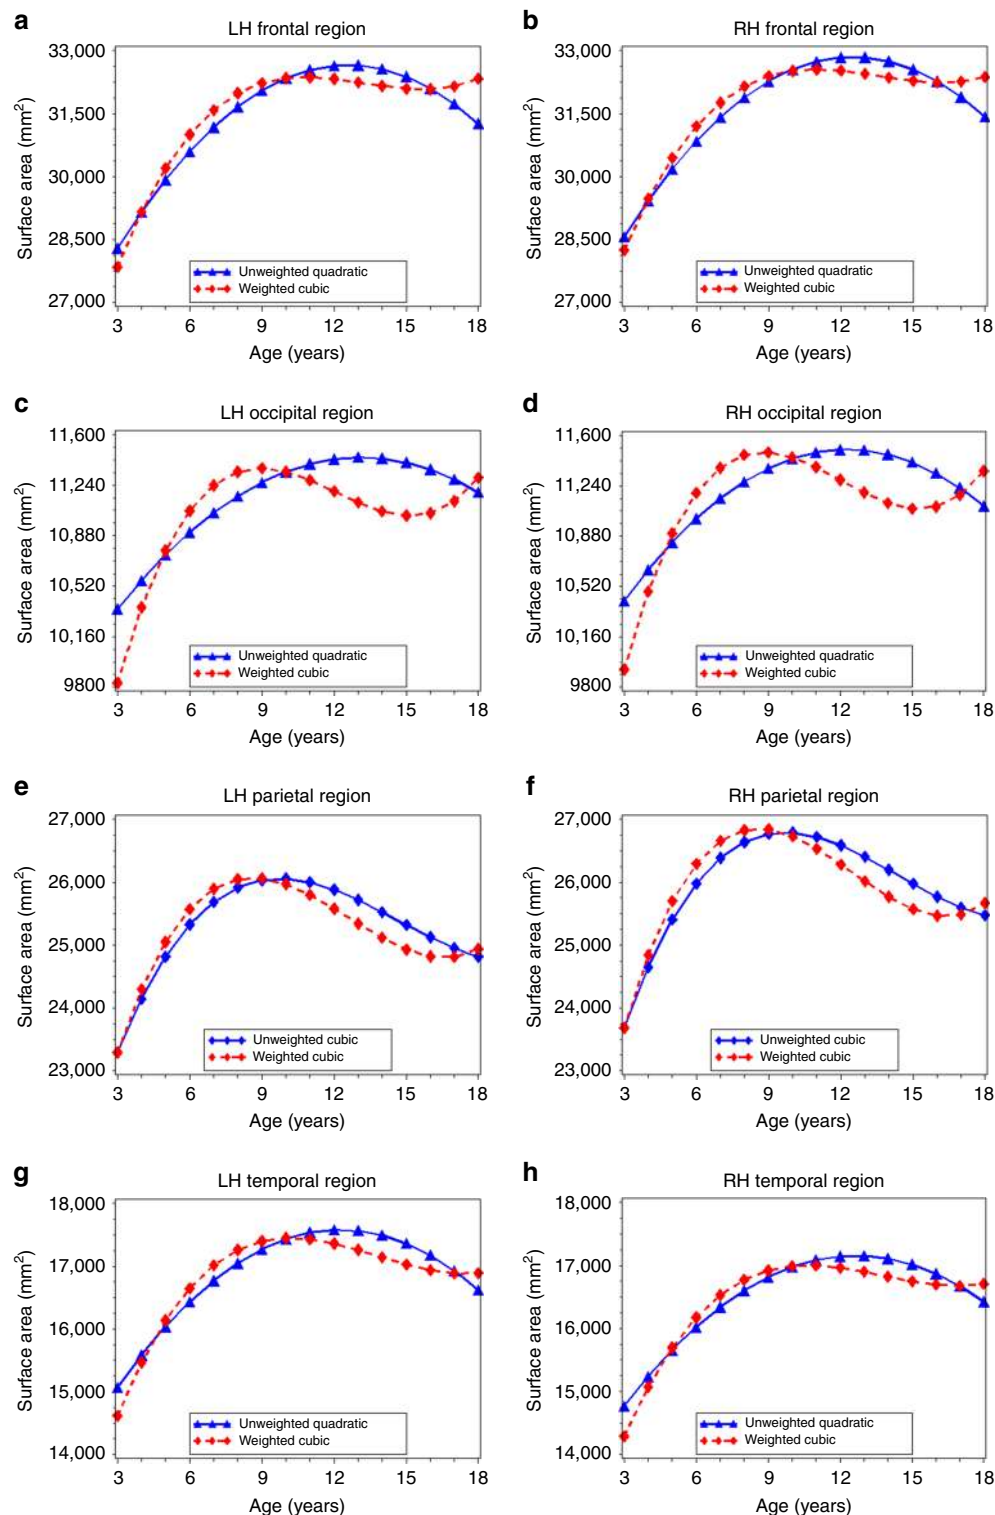 a
LH frontal region
33,000
31,500
30,000
28,500
27,000
Surface area (mm²)
Unweighted quadratic
Weighted cubic
3 6 9 12 15 18
Age (years)
b
RH frontal region
33,000
31,500
30,000
28,500
27,000
Surface area (mm²)
Unweighted quadratic
Weighted cubic
3 6 9 12 15 18
Age (years)
c
LH occipital region
11,600
11,240
10,880
10,520
10,160
9800
Surface area (mm²)
Unweighted quadratic
Weighted cubic
3 6 9 12 15 18
Age (years)
d
RH occipital region
11,600
11,240
10,880
10,520
10,160
9800
Surface area (mm²)
Unweighted quadratic
Weighted cubic
3 6 9 12 15 18
Age (years)
e
LH parietal region
27,000
26,000
25,000
24,000
23,000
Surface area (mm²)
Unweighted cubic
Weighted cubic
3 6 9 12 15 18
Age (years)
f
RH parietal region
27,000
26,000
25,000
24,000
23,000
Surface area (mm²)
Unweighted cubic
Weighted cubic
3 6 9 12 15 18
Age (years)
g
LH temporal region
18,000
17,000
16,000
15,000
14,000
Surface area (mm²)
Unweighted quadratic
Weighted cubic
3 6 9 12 15 18
Age (years)
h
RH temporal region
18,000
17,000
16,000
15,000
14,000
Surface area (mm²)
Unweighted quadratic
Weighted cubic
3 6 9 12 15 18
Age (years)